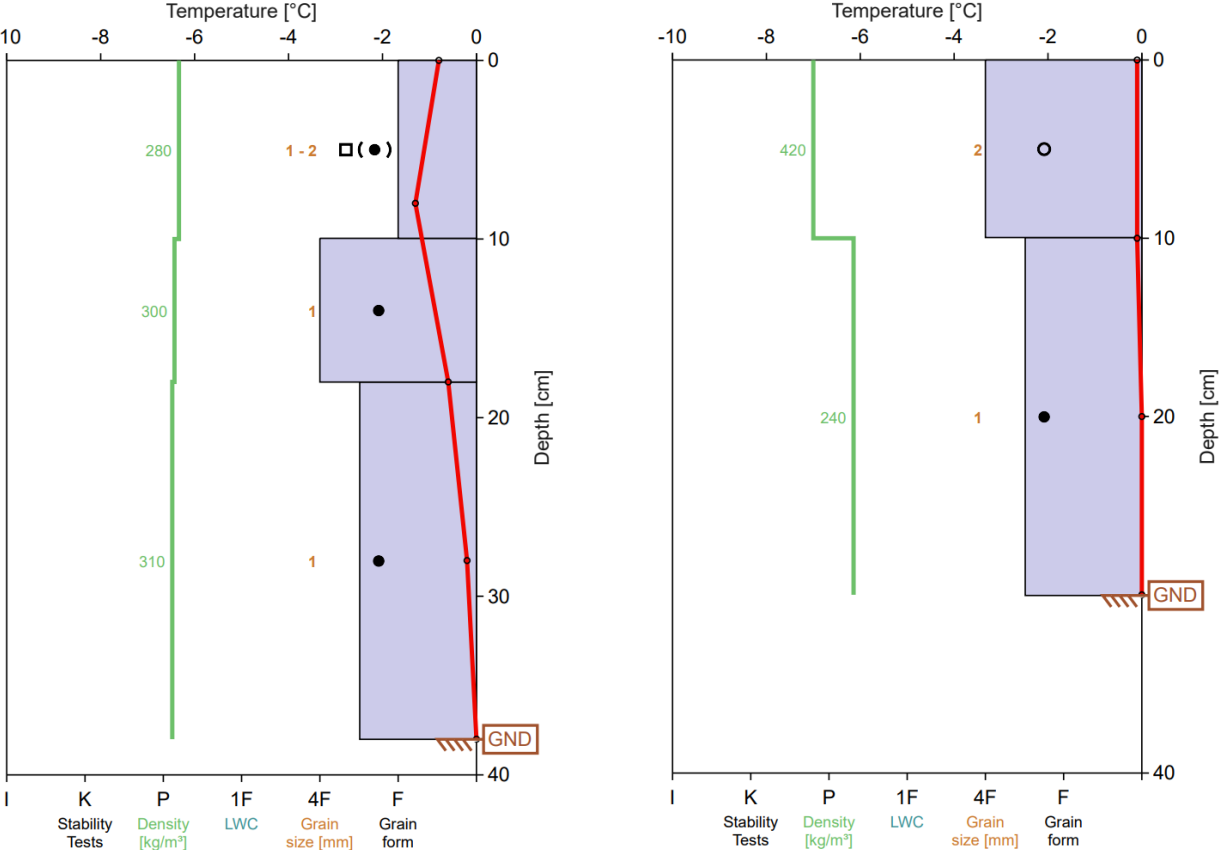 Temperature [°C]
10 -8 -6 -4 -2 0
0
280
1 - 2
( )
10
300
1
20
Depth [cm]
310
1
30
GND
40
I K P 1F 4F F
Stability Density LWC Grain Grain
Tests [kg/m³] size [mm] form
Temperature [°C]
-10 -8 -6 -4 -2 0
0
420
2
10
20
240
1
Depth [cm]
GND
40
I K P 1F 4F F
Stability Density LWC Grain Grain
Tests [kg/m³] size [mm] form